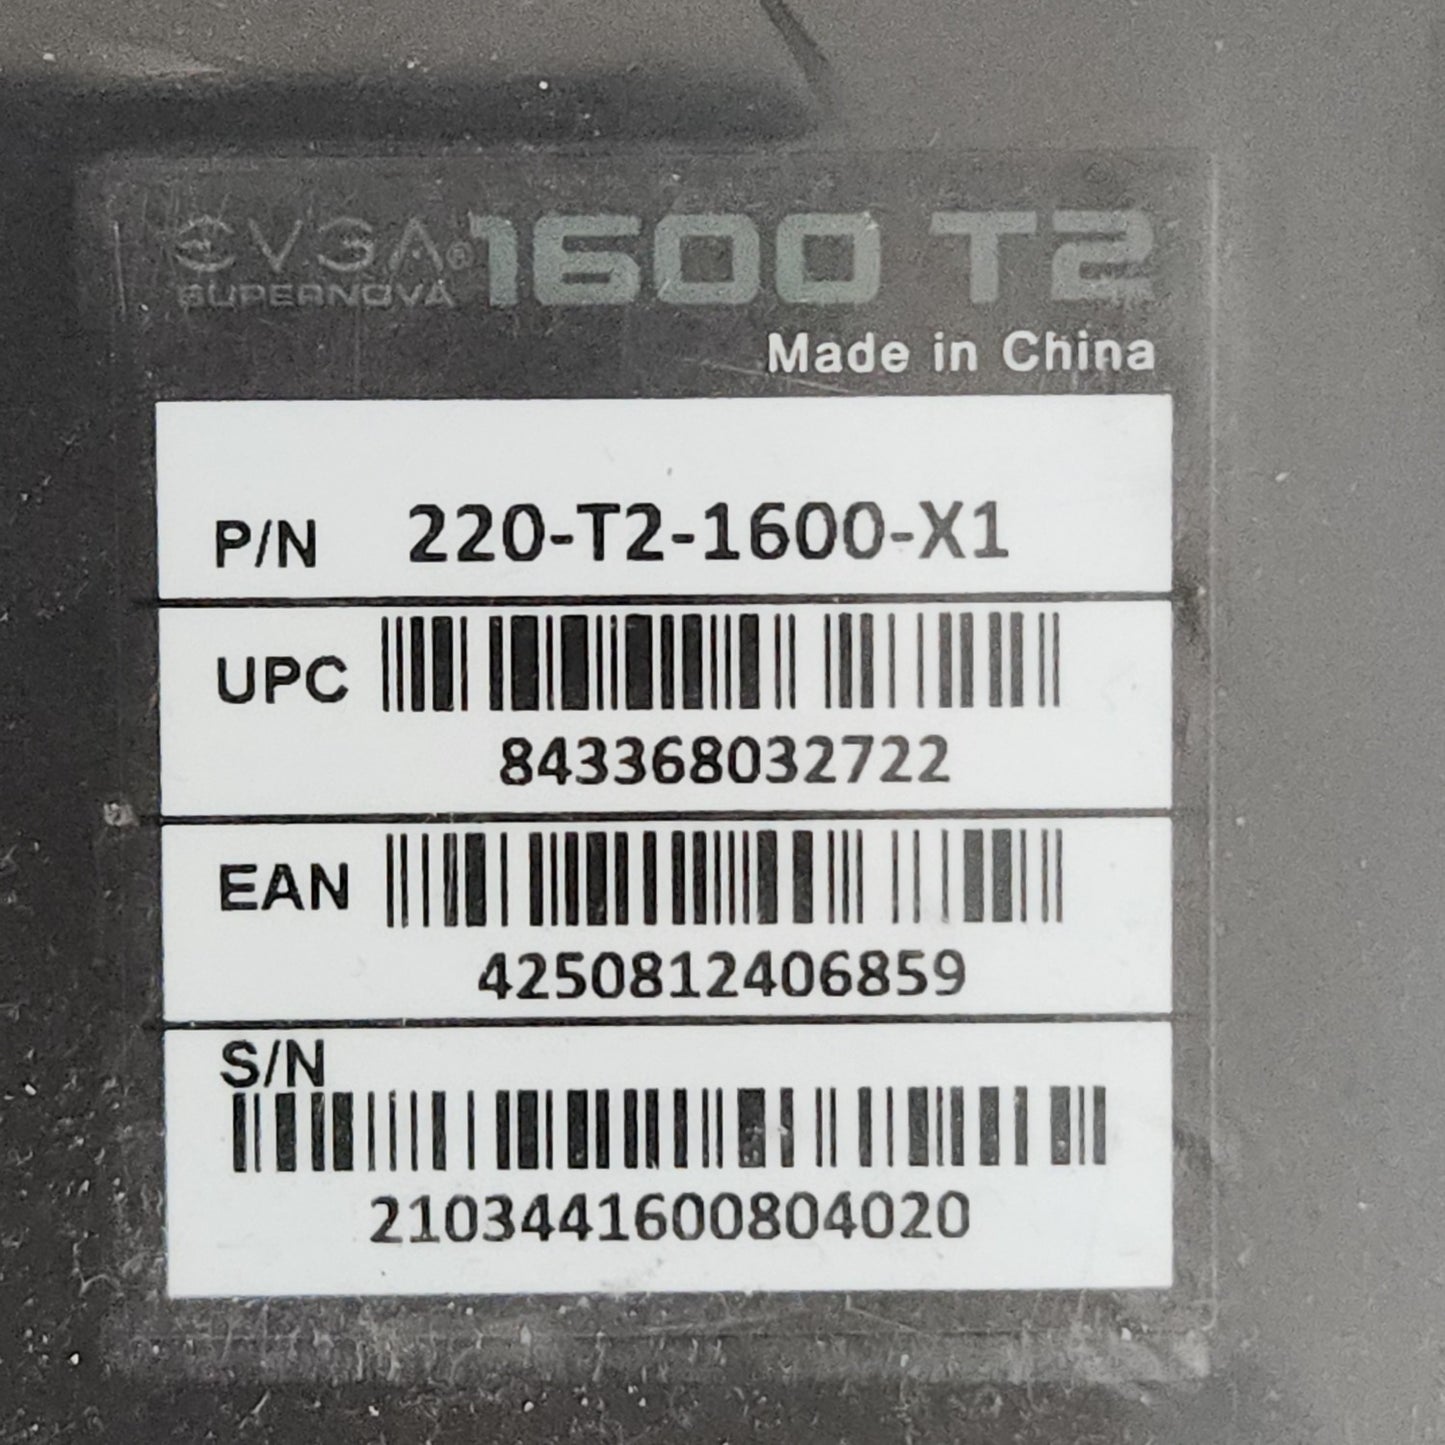 EVGA® 1600 T2
SUPERNOVA
Made in China
P/N 220-T2-1600-X1
UPC
843368032722
EAN
4250812406859
S/N
2103441600804020